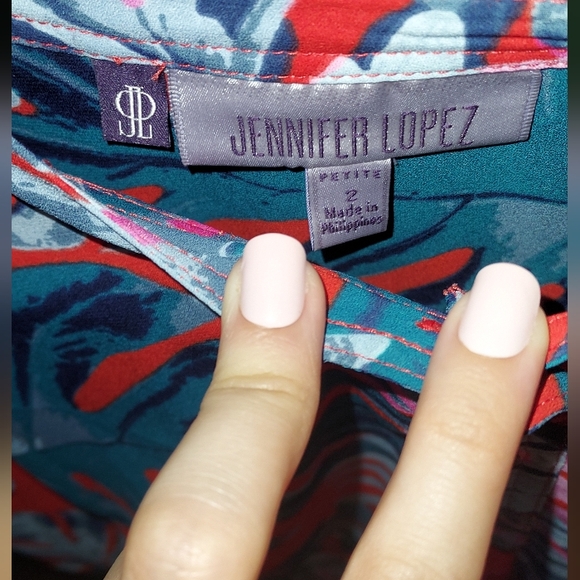 JL
JENNIFER LOPEZ
PETITE
2
Made in
Philippines